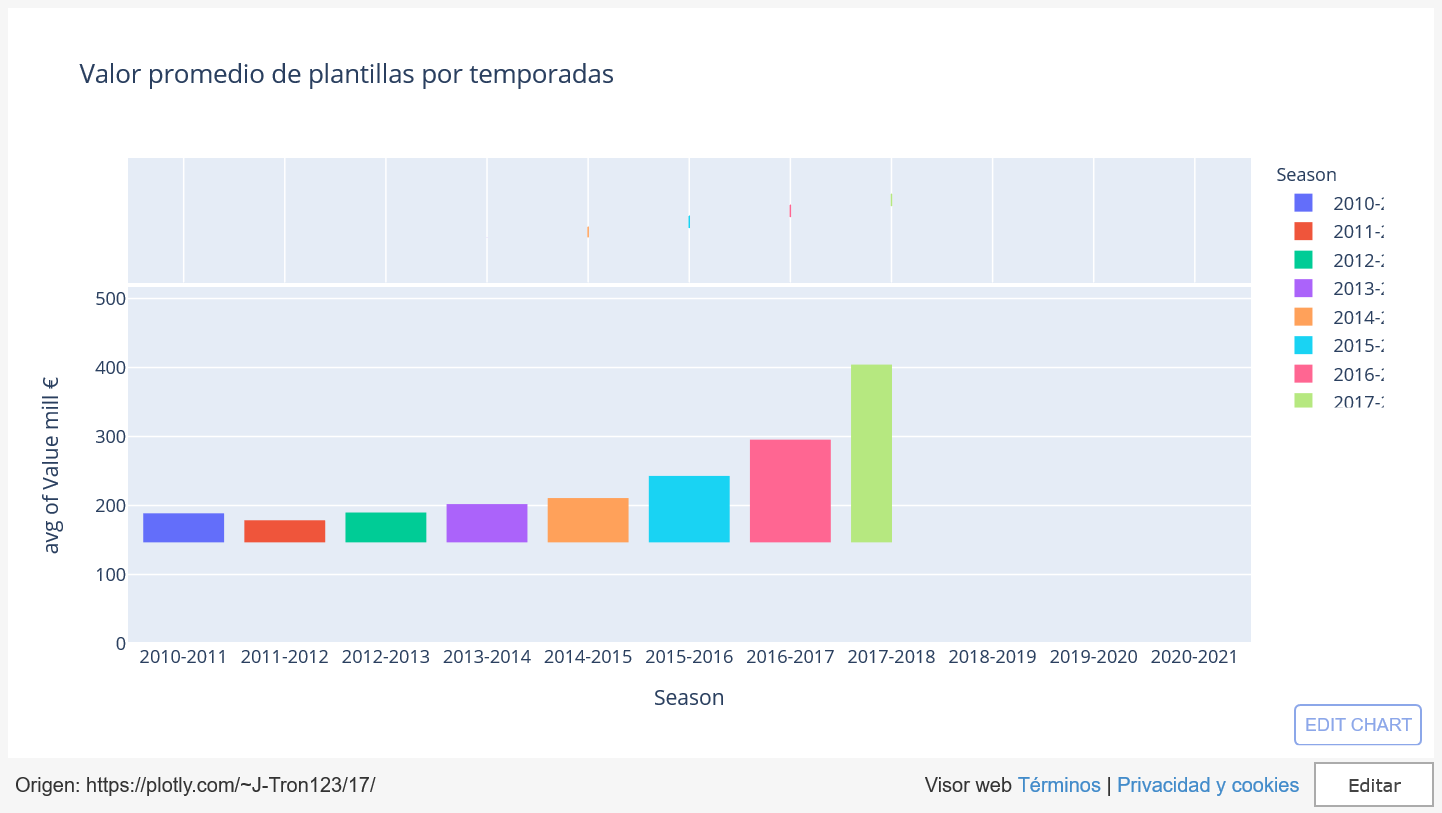 Valor promedio de plantillas por temporadas
Season
2010-2
2011-2
2012-2
2013-2
2014-2
2015-2
2016-2
2017-2
avg of Value mill €
500
400
300
200
100
0
2010-2011 2011-2012 2012-2013 2013-2014 2014-2015 2015-2016 2016-2017 2017-2018 2018-2019 2019-2020 2020-2021
Season
EDIT CHART
Origen: https://plotly.com/~J-Tron123/17/
Visor web Términos | Privacidad y cookies
Editar